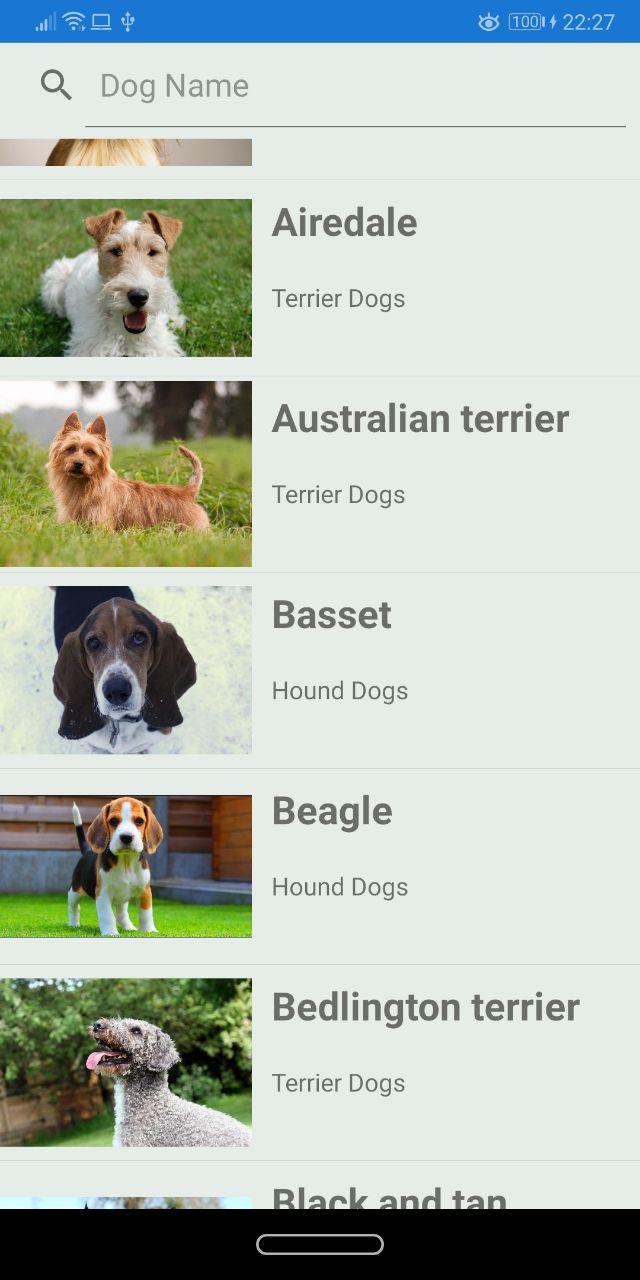 100 22:27
Dog Name
Airedale
Terrier Dogs
Australian terrier
Terrier Dogs
Basset
Hound Dogs
Beagle
Hound Dogs
Bedlington terrier
Terrier Dogs
Black and tan